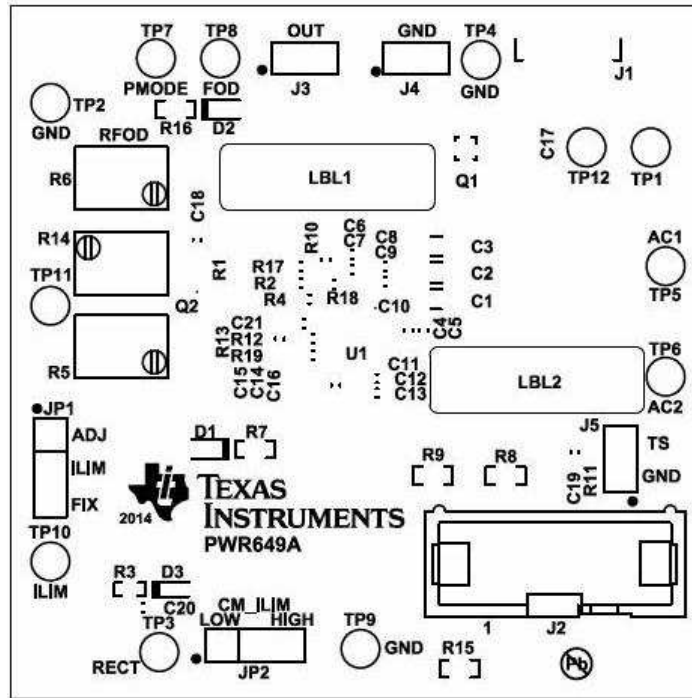 TP7 TP8 OUT GND TP4
J1
PMODE FOD J3 J4 GND
TP2
GND R16 D2
RFOD
R6 LBL1 Q1 C17
TP12 TP1
C18
R14 R10 C6 C8 AC1
C7 C9 C3
TP11 R1 R17 C2
R2 TP5
Q2 R4 R18 C10 C1
C21 C4 C5
R13 R12 TP6
R19 U1
R5 C15 C14 C16 C11
C12 LBL2
C13 AC2
JP1
ADJ D1 R7 J5 TS
ILIM R9 R8
GND
FIX C19 R11
2014 TEXAS
INSTRUMENTS
TP10 PWR649A
ILIM
R3 D3
C20 CM_ILIM
TP3 LOW HIGH TP9 1 J2
GND
RECT JP2 R15 Pb